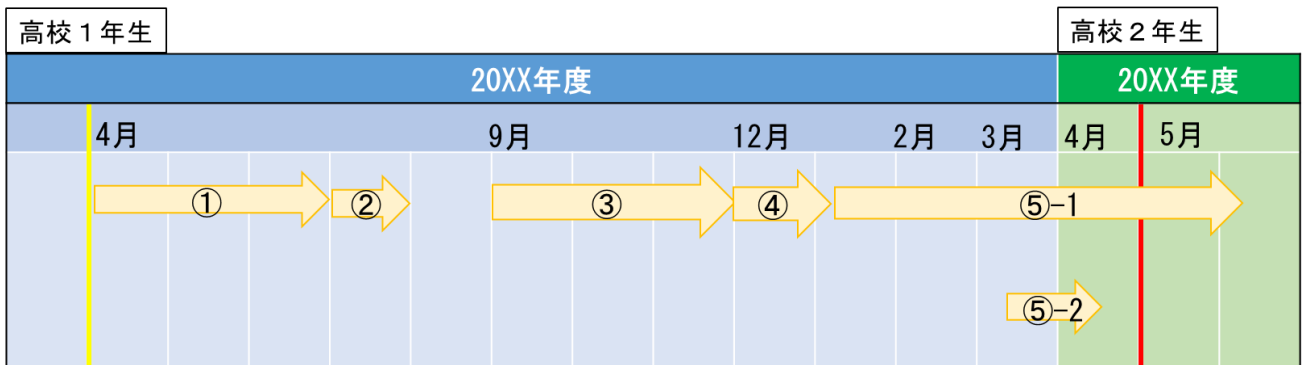 高校１年生
高校２年生
20XX年度
20XX年度
4月
9月
12月
2月
3月
4月
5月
①
②
③
④
⑤-1
⑤-2